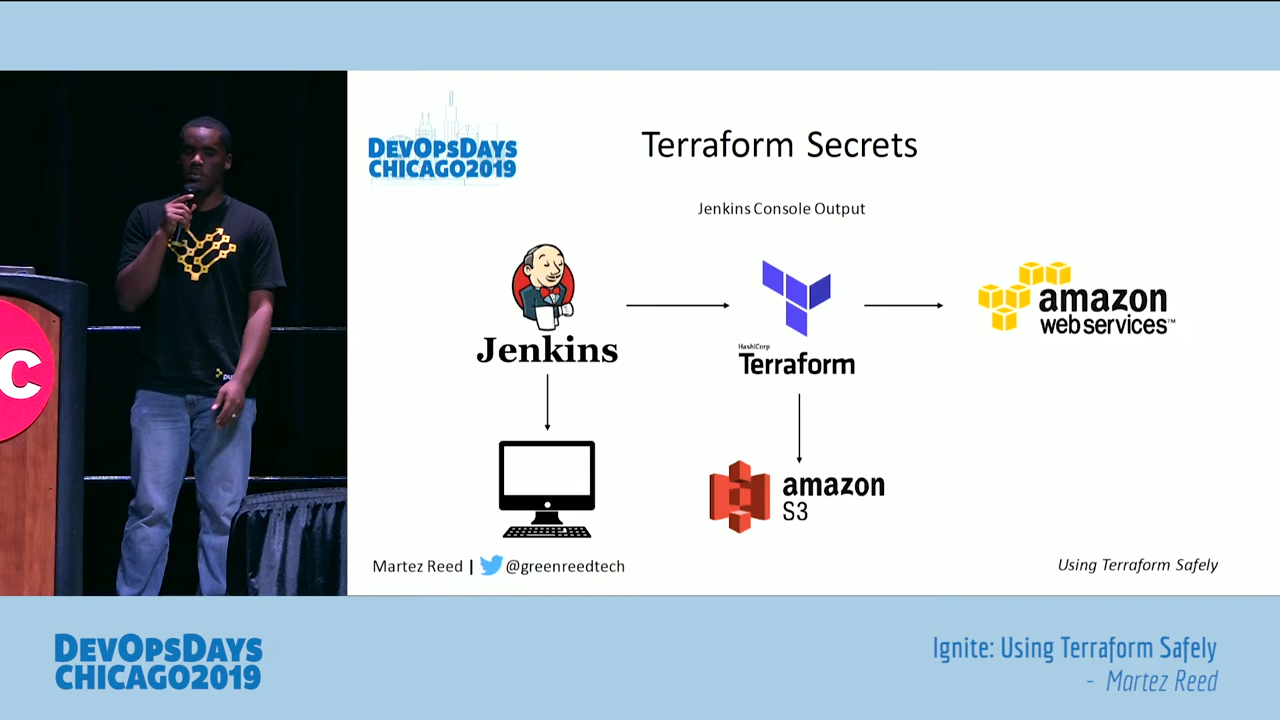 DEVOPSDAYS
CHICAGO2019
Terraform Secrets
Jenkins Console Output
Jenkins
HashiCorp
Terraform
amazon
web services™
amazon
S3
C
Martez Reed | @greenreedtech
Using Terraform Safely
DEVOPSDAYS
CHICAGO2019
Ignite: Using Terraform Safely
- Martez Reed